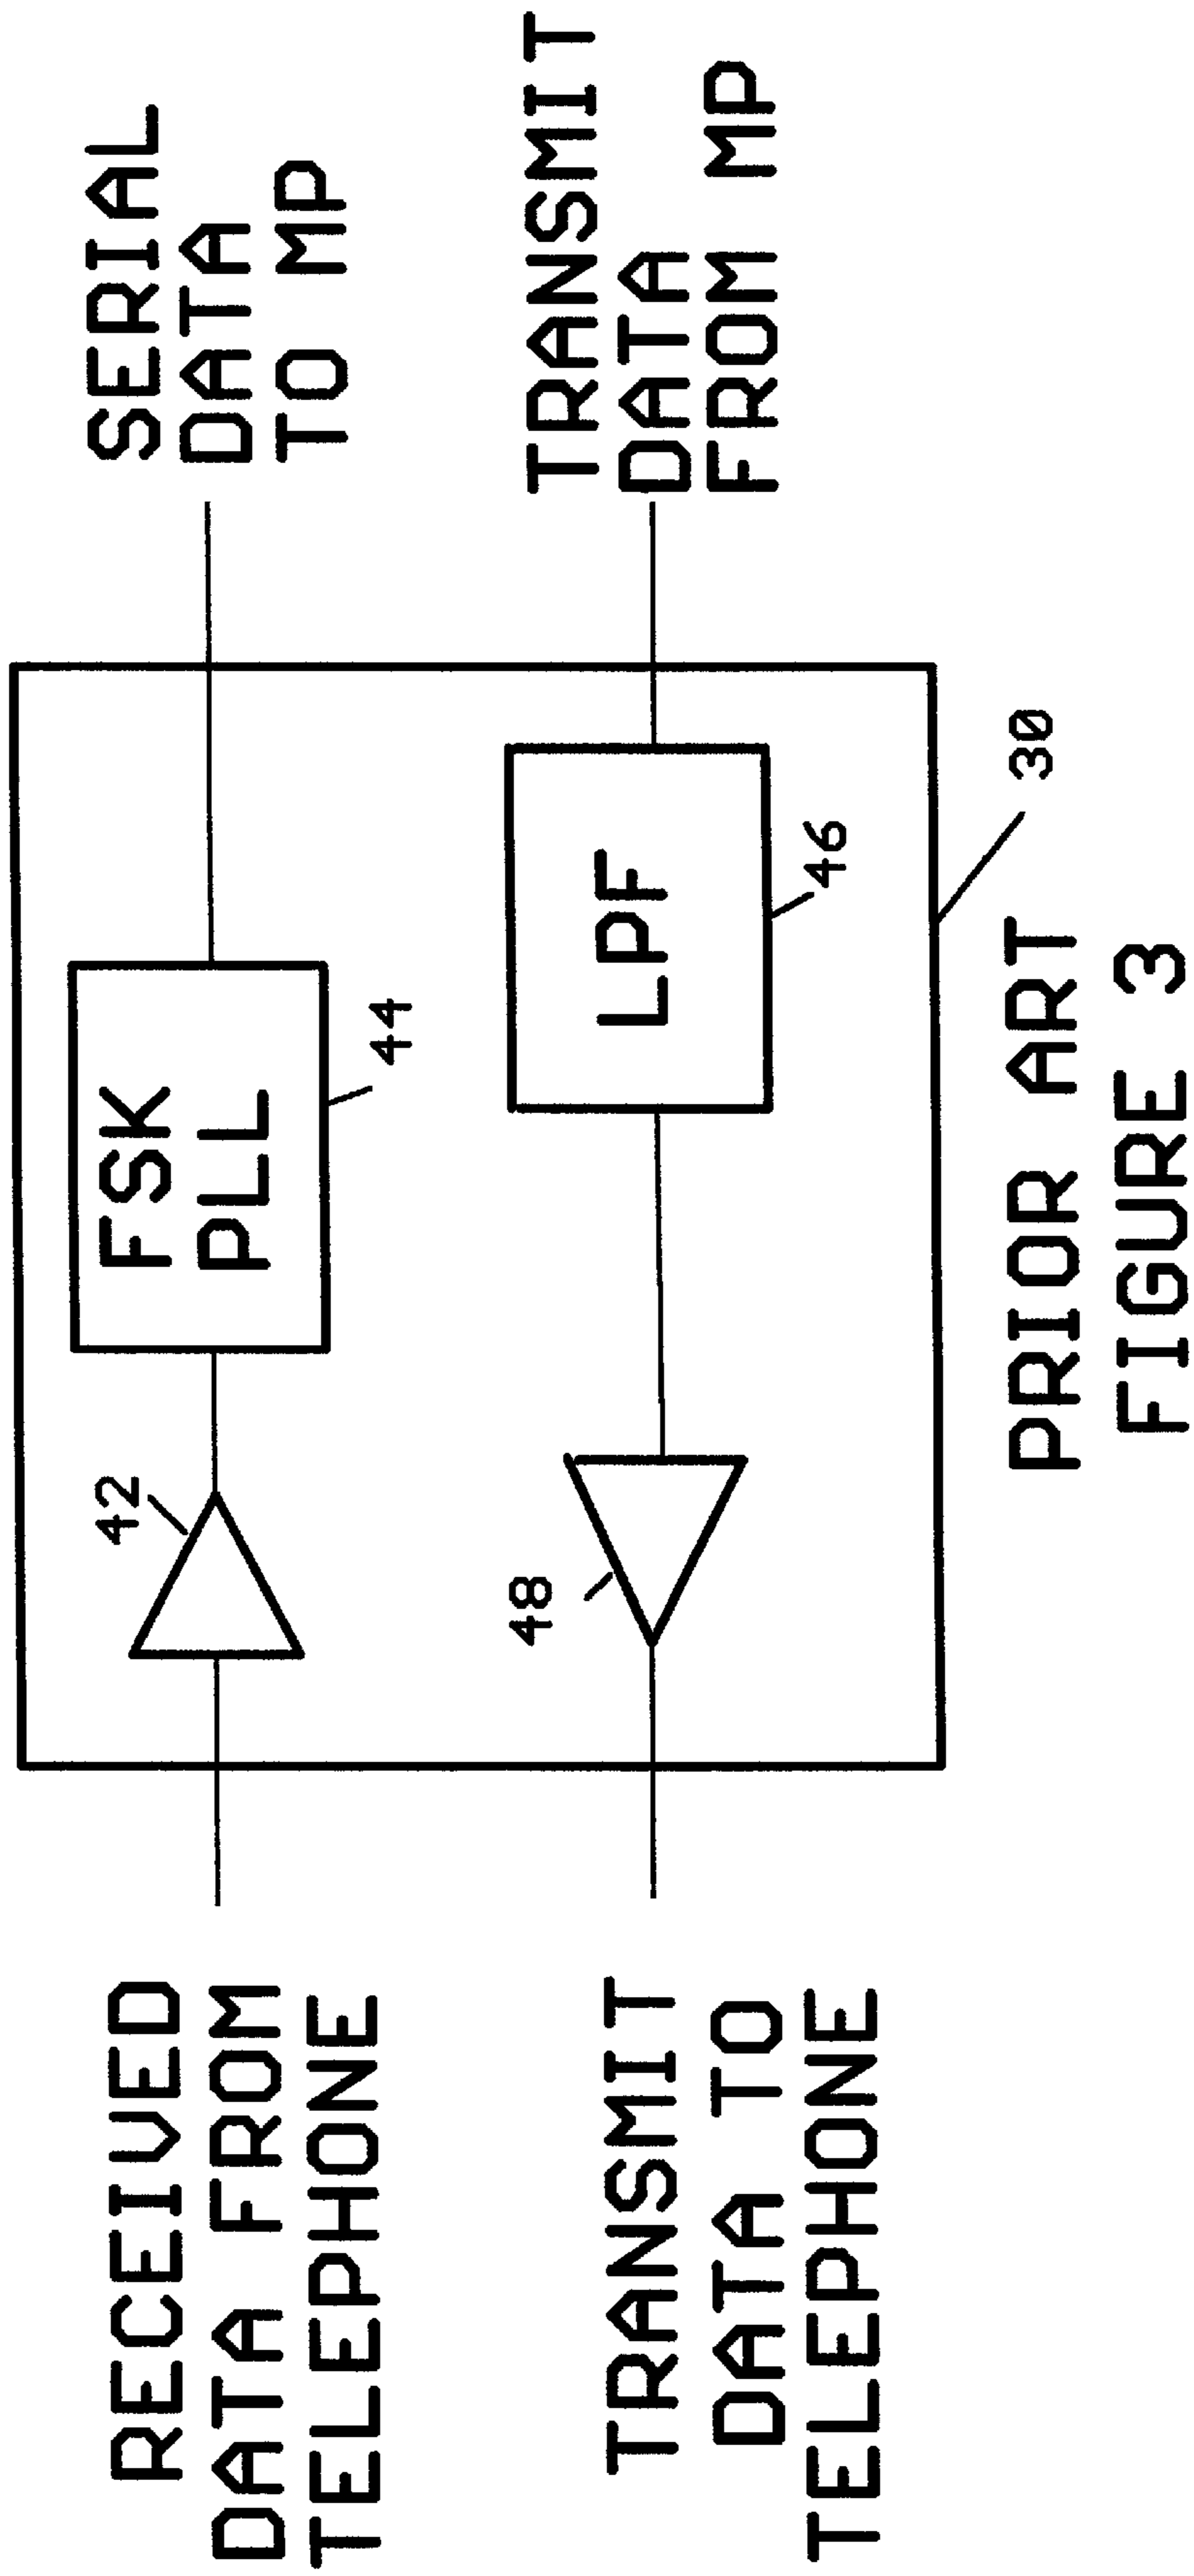 RECEIVED
DATA FROM
TELEPHONE
42
FSK
PLL
44
SERIAL
DATA
TO MP
TRANSMIT
DATA TO
TELEPHONE
48
LPF
46
TRANSMIT
DATA
FROM MP
30
PRIOR ART
FIGURE 3